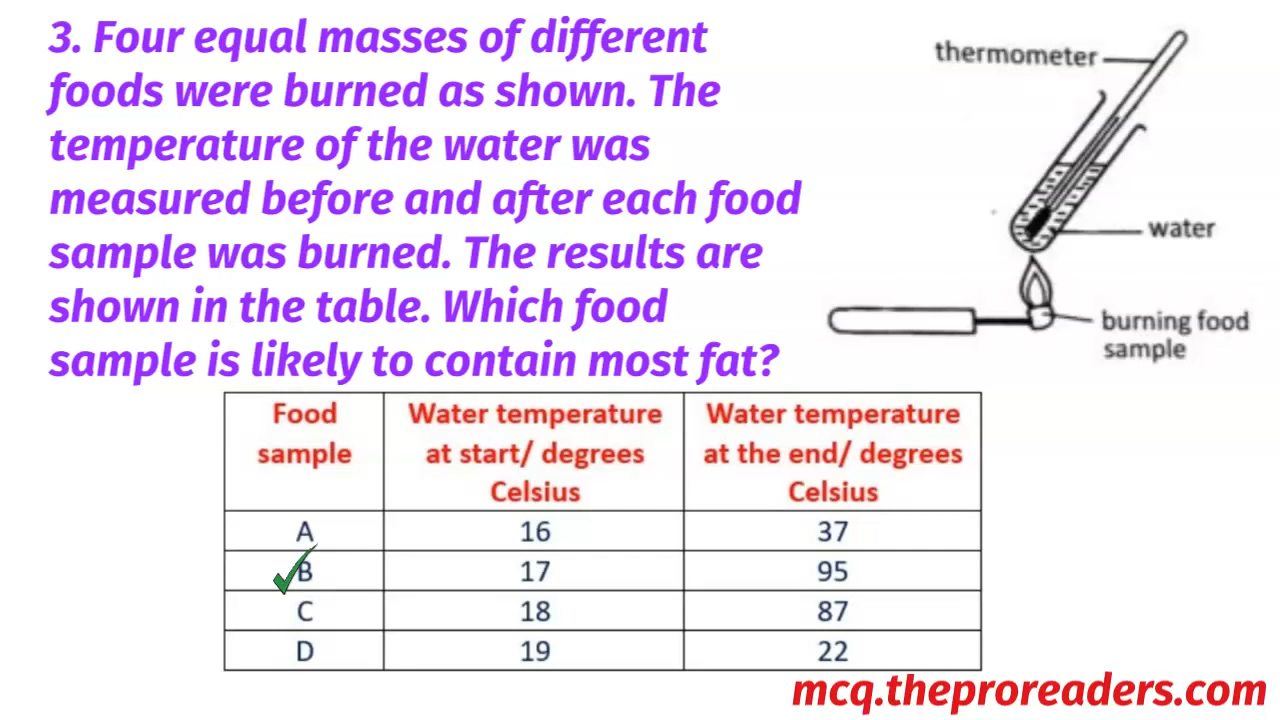 3. Four equal masses of different
foods were burned as shown. The
temperature of the water was
measured before and after each food
sample was burned. The results are
shown in the table. Which food
sample is likely to contain most fat?
thermometer
water
burning food
sample
Food sample | Water temperature at start/ degrees Celsius | Water temperature at the end/ degrees Celsius
A | 16 | 37
B | 17 | 95
C | 18 | 87
D | 19 | 22
mcq.theproreaders.com